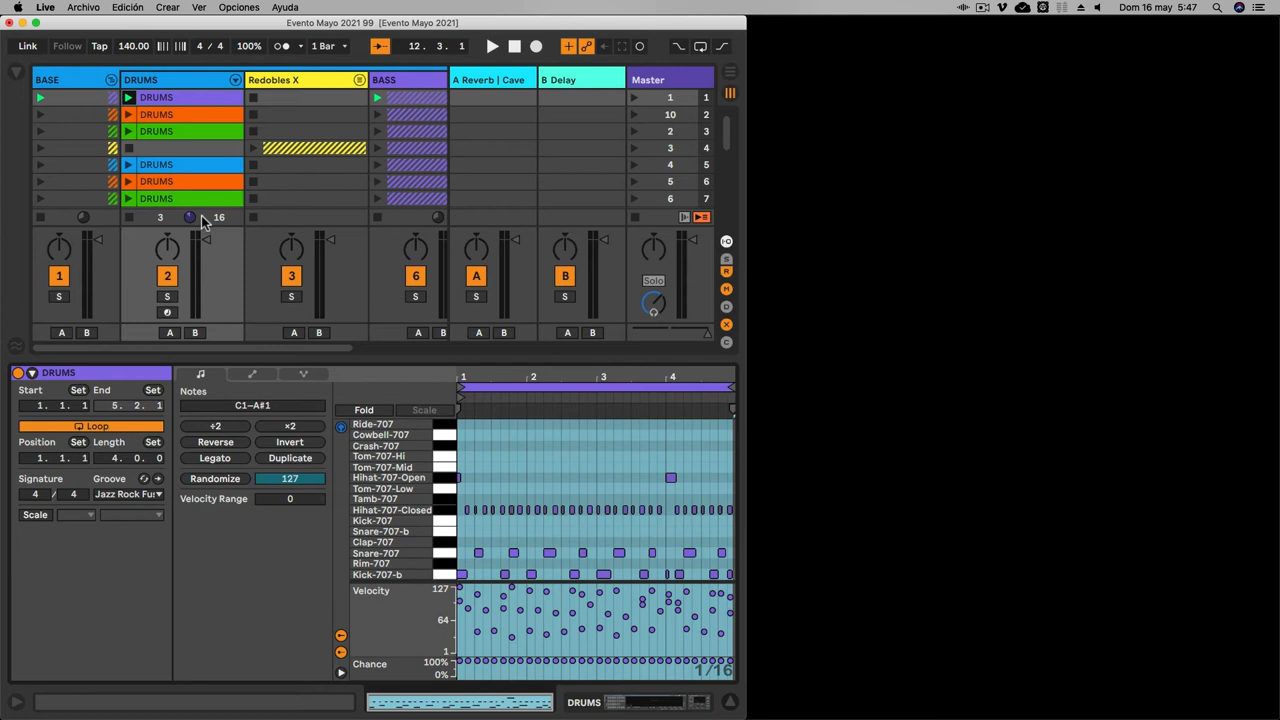 Live Archivo Edición Crear Ver Opciones Ayuda Dom 16 may 5:47
Evento Mayo 2021 99 [Evento Mayo 2021]
Link Follow Tap 140.00 4 / 4 100% 1 Bar 12. 3. 1
BASE DRUMS Redobles X BASS A Reverb | Cave B Delay Master
DRUMS 1 1
DRUMS 10 2
DRUMS 2 3
3 4
DRUMS 4 5
DRUMS 5 6
DRUMS 6 7
3 16
1 2 3 6 A B Solo
S S S S S S
A B A B A B A B A B A B
DRUMS
Start Set End Set
1. 1. 1 5. 2. 1
Loop
Position Set Length
1. 1. 1 4. 0. 0
Signature Groove
4 / 4 Jazz Rock Fu
Scale
Notes
C1–A#1
÷2 ×2
Reverse Invert
Legato Duplicate
Randomize 127
Velocity Range 0
1 2 3 4
Fold Scale
Ride-707
Cowbell-707
Crash-707
Tom-707-Hi
Tom-707-Mid
Hihat-707-Open
Tom-707-Low
Tamb-707
Hihat-707-Closed
Kick-707
Snare-707-b
Clap-707
Snare-707
Rim-707
Kick-707-b
Velocity 127
64
1
Chance 100%
0%
1/16
DRUMS